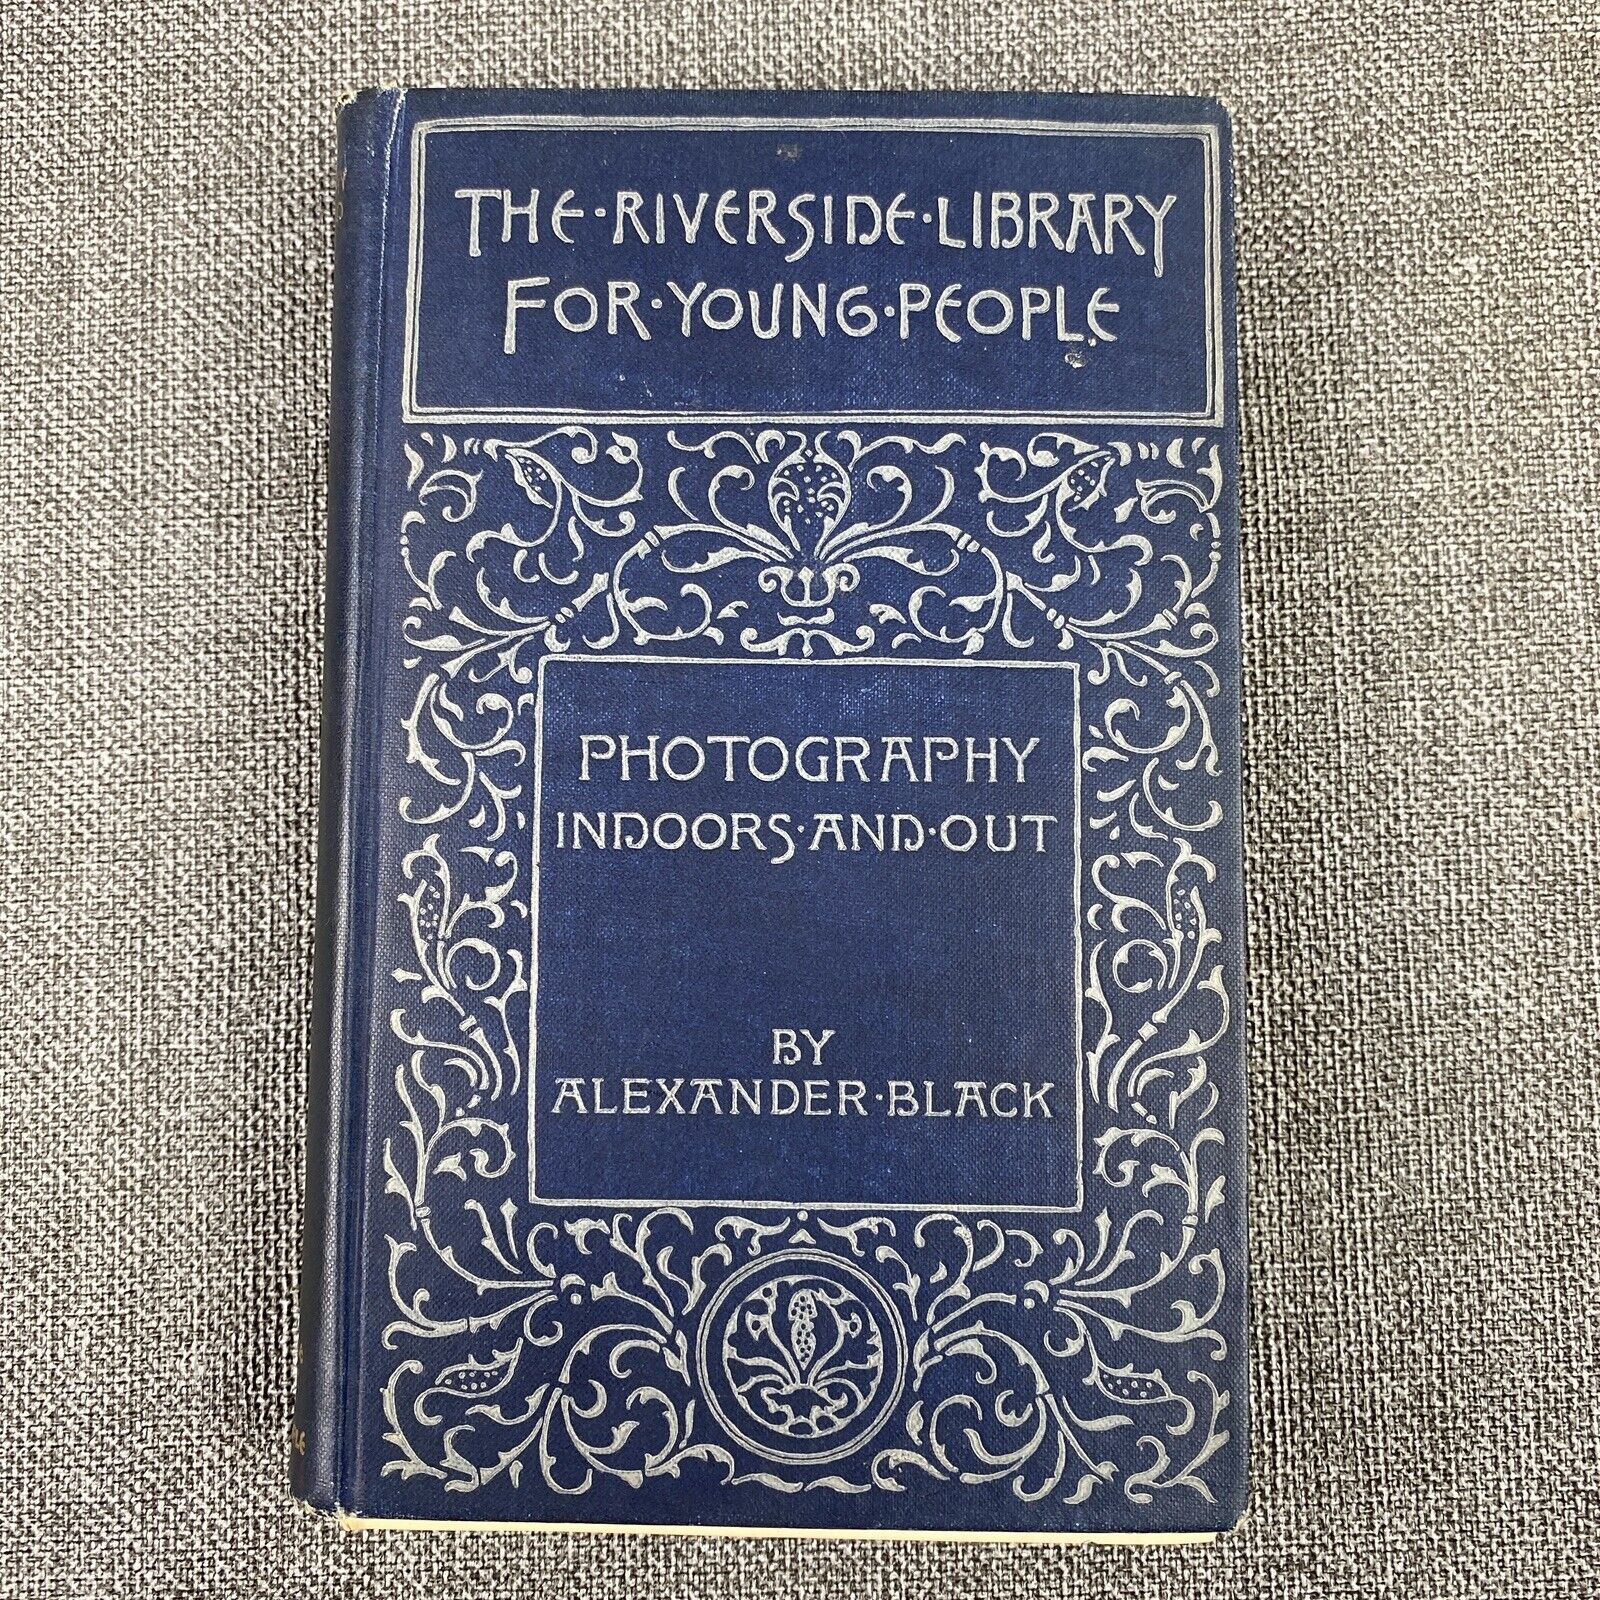 THE·RIVERSIDE·LIBRARY
FOR·YOUNG·PEOPLE
PHOTOGRAPHY
INDOORS·AND·OUT
BY
ALEXANDER·BLACK